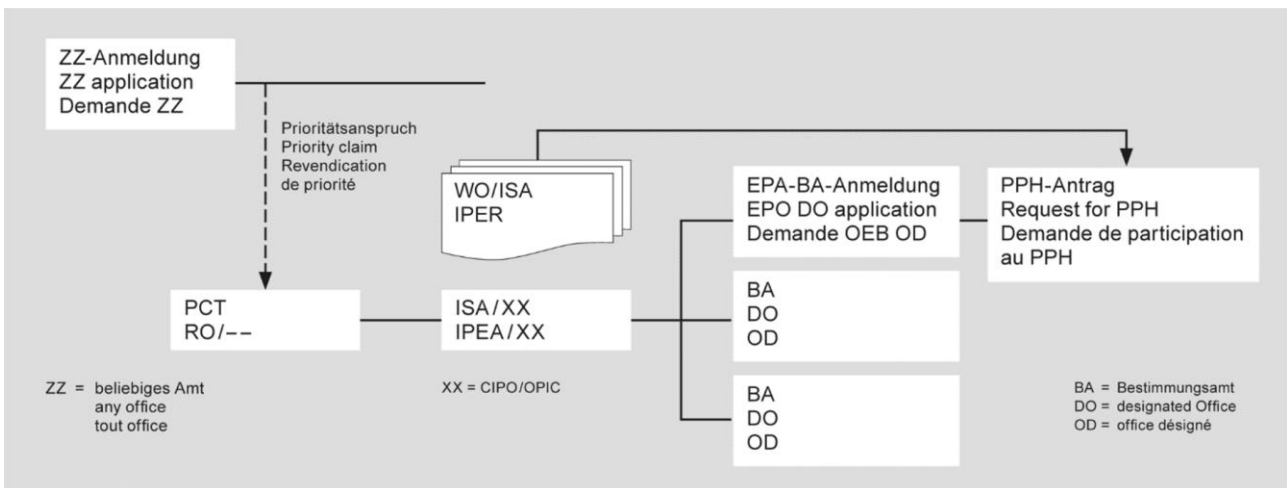 ZZ-Anmeldung
ZZ application
Demande ZZ
Prioritätsanspruch
Priority claim
Revendication
de priorité
WO/ISA
IPER
EPA-BA-Anmeldung
EPO DO application
Demande OEB OD
PPH-Antrag
Request for PPH
Demande de participation
au PPH
PCT
RO/--
ISA/XX
IPEA/XX
BA
DO
OD
BA
DO
OD
ZZ = beliebiges Amt
any office
tout office
XX = CIPO/OPIC
BA = Bestimmungsamt
DO = designated Office
OD = office désigné